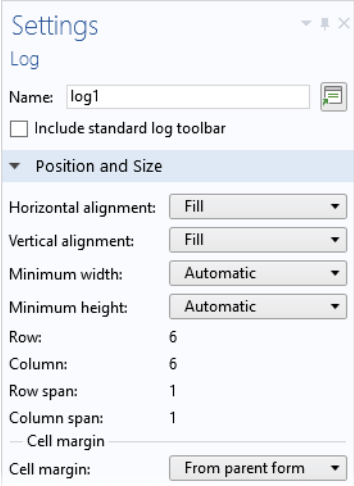 Settings
Log
Name: log1
Include standard log toolbar
Position and Size
Horizontal alignment: Fill
Vertical alignment: Fill
Minimum width: Automatic
Minimum height: Automatic
Row: 6
Column: 6
Row span: 1
Column span: 1
Cell margin
Cell margin: From parent form